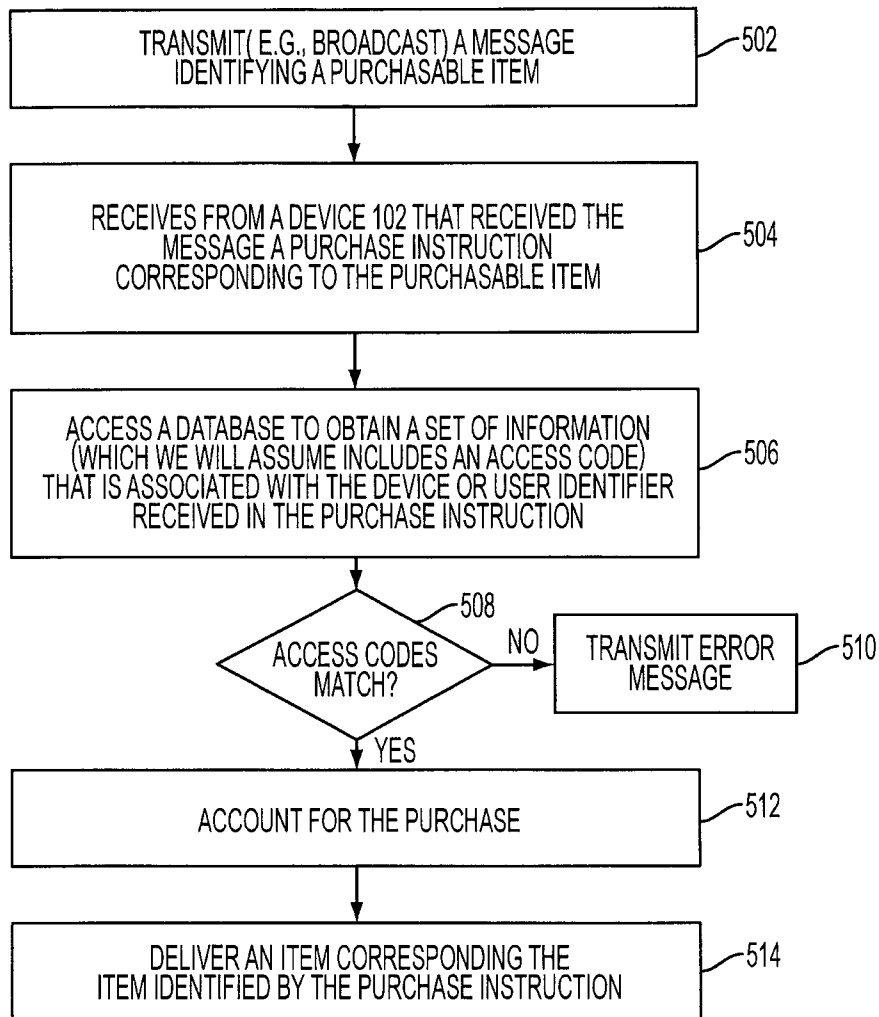 TRANSMIT( E.G., BROADCAST) A MESSAGE
IDENTIFYING A PURCHASABLE ITEM
502
RECEIVES FROM A DEVICE 102 THAT RECEIVED THE
MESSAGE A PURCHASE INSTRUCTION
CORRESPONDING TO THE PURCHASABLE ITEM
504
ACCESS A DATABASE TO OBTAIN A SET OF INFORMATION
(WHICH WE WILL ASSUME INCLUDES AN ACCESS CODE)
THAT IS ASSOCIATED WITH THE DEVICE OR USER IDENTIFIER
RECEIVED IN THE PURCHASE INSTRUCTION
506
508
ACCESS CODES
MATCH?
NO
TRANSMIT ERROR
MESSAGE
510
YES
ACCOUNT FOR THE PURCHASE
512
DELIVER AN ITEM CORRESPONDING THE
ITEM IDENTIFIED BY THE PURCHASE INSTRUCTION
514